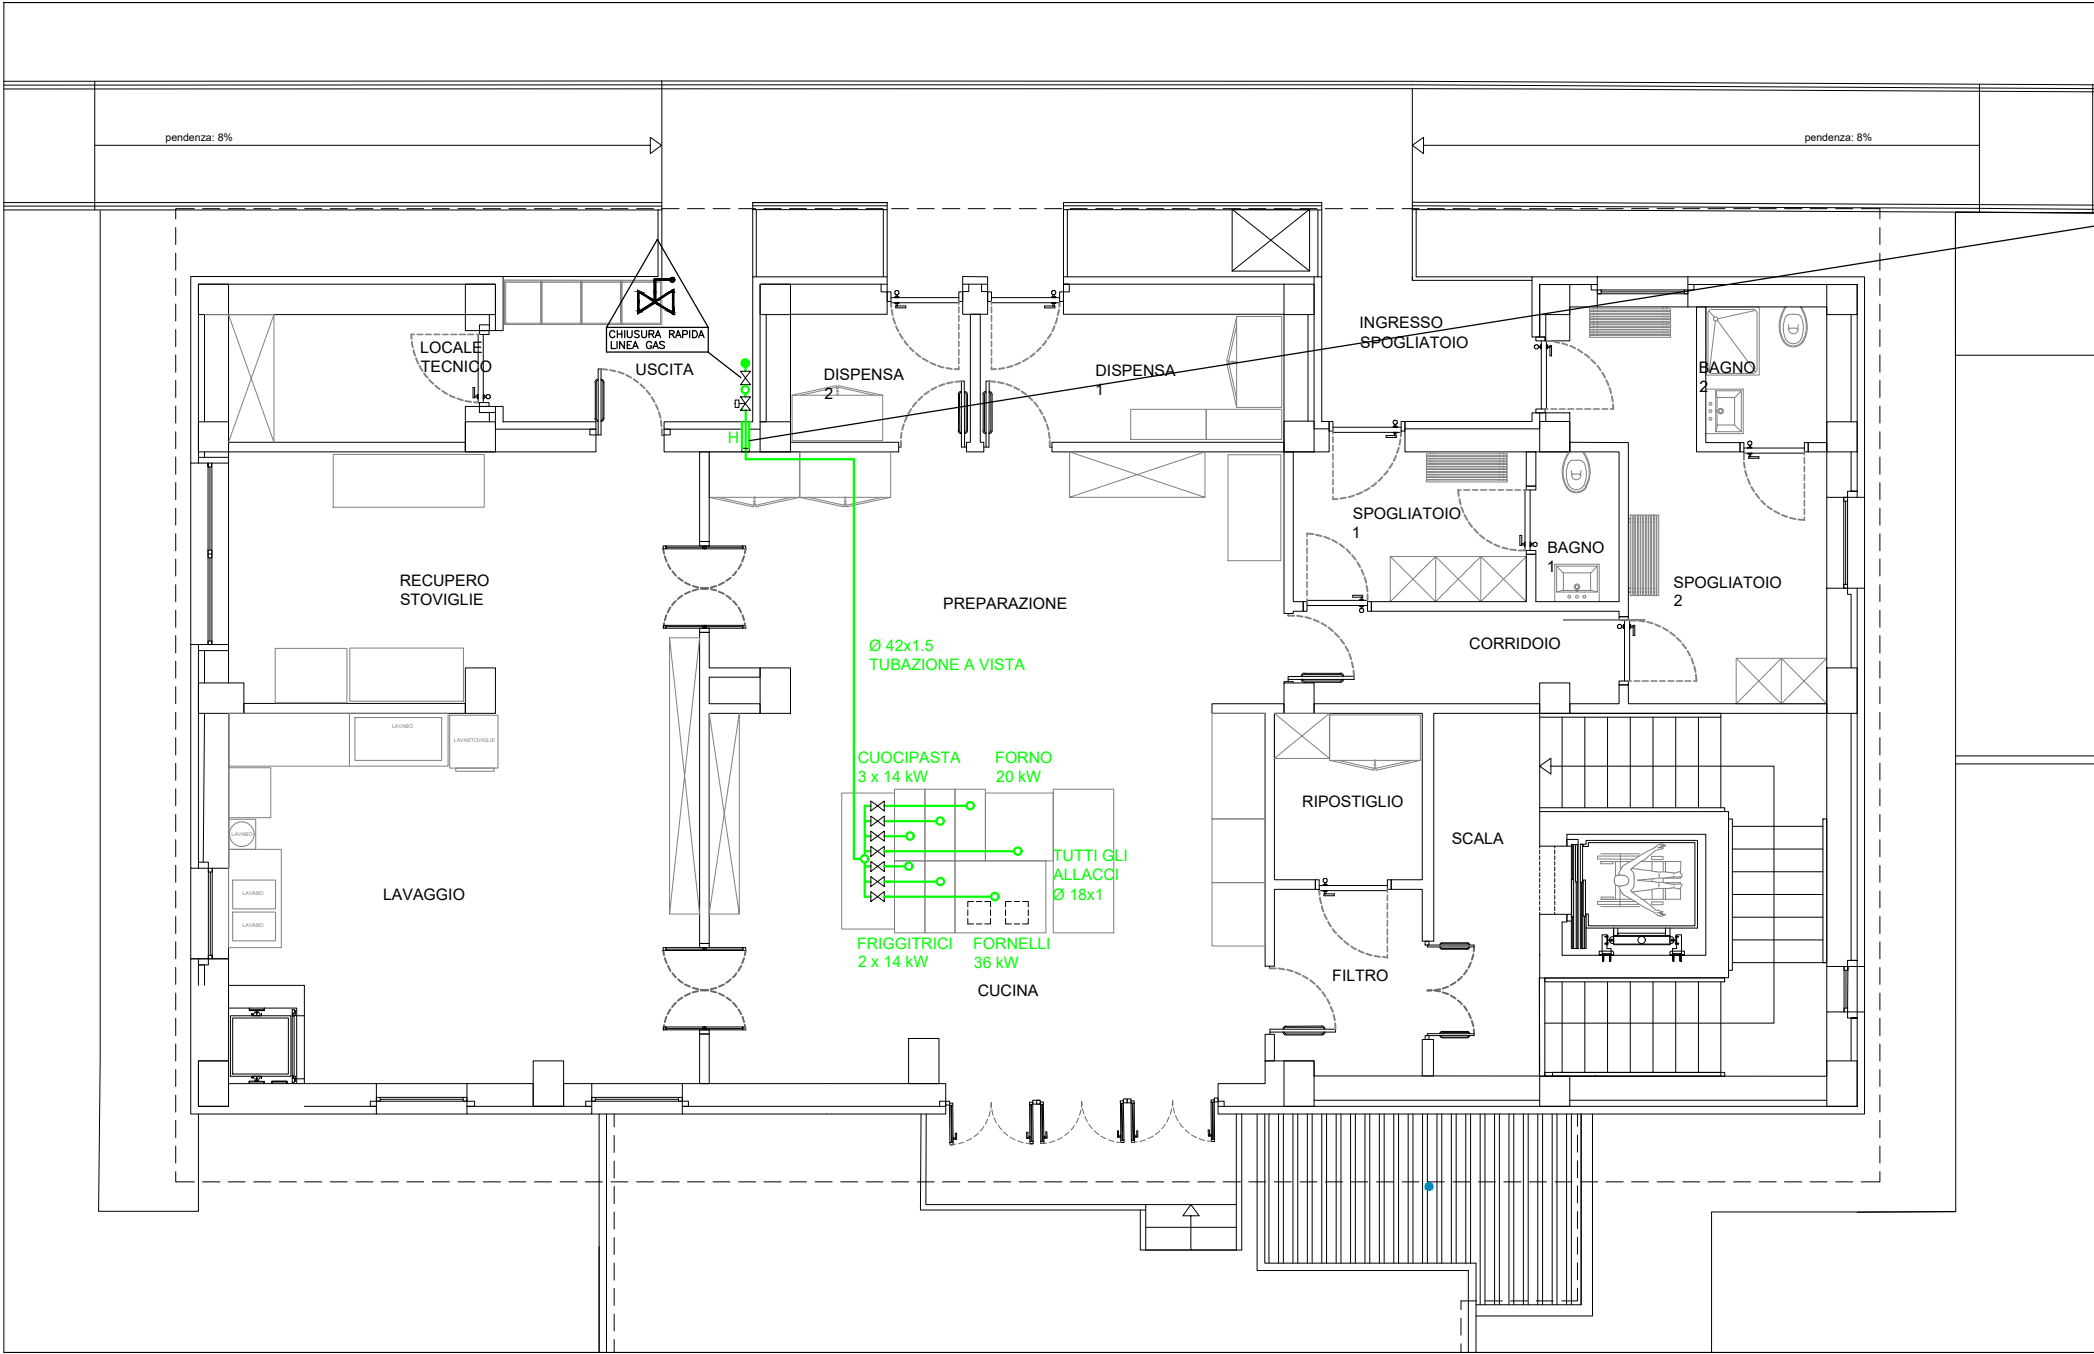 pendenza: 8%
pendenza: 8%
CHIUSURA RAPIDA
LINEA GAS
LOCALE
TECNICO
USCITA
DISPENSA
2
DISPENSA
1
INGRESSO
SPOGLIATOIO
BAGNO
2
H
RECUPERO
STOVIGLIE
PREPARAZIONE
SPOGLIATOIO
1
BAGNO
1
SPOGLIATOIO
2
CORRIDOIO
Ø 42x1.5
TUBAZIONE A VISTA
LAVABO
LAVASTOVIGLIE
CUOCIPASTA
3 x 14 kW
FORNO
20 kW
RIPOSTIGLIO
SCALA
LAVABO
TUTTI GLI
ALLACCI
Ø 18x1
LAVAGGIO
LAVABO
LAVABO
FRIGGITRICI
2 x 14 kW
FORNELLI
36 kW
CUCINA
FILTRO